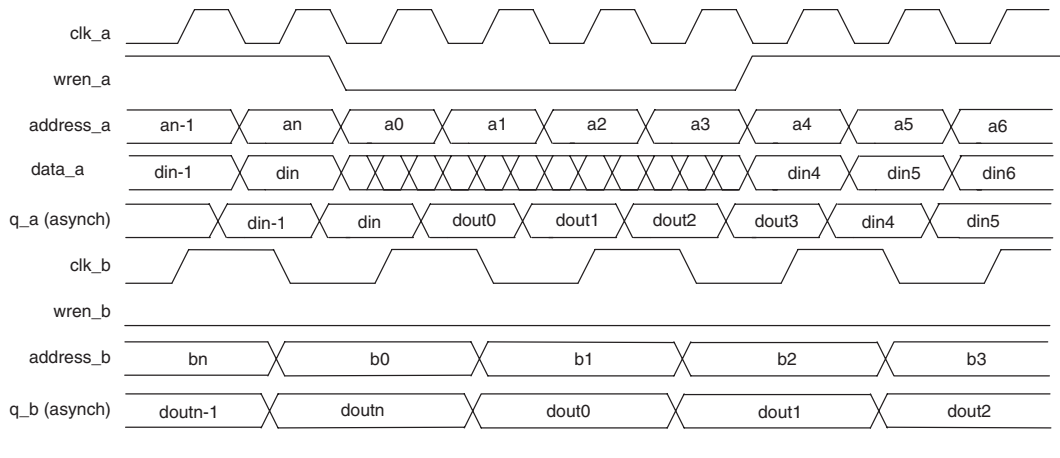 clk_a
wren_a
address_a an-1 an a0 a1 a2 a3 a4 a5 a6
data_a din-1 din din4 din5 din6
q_a (asynch) din-1 din dout0 dout1 dout2 dout3 din4 din5
clk_b
wren_b
address_b bn b0 b1 b2 b3
q_b (asynch) doutn-1 doutn dout0 dout1 dout2